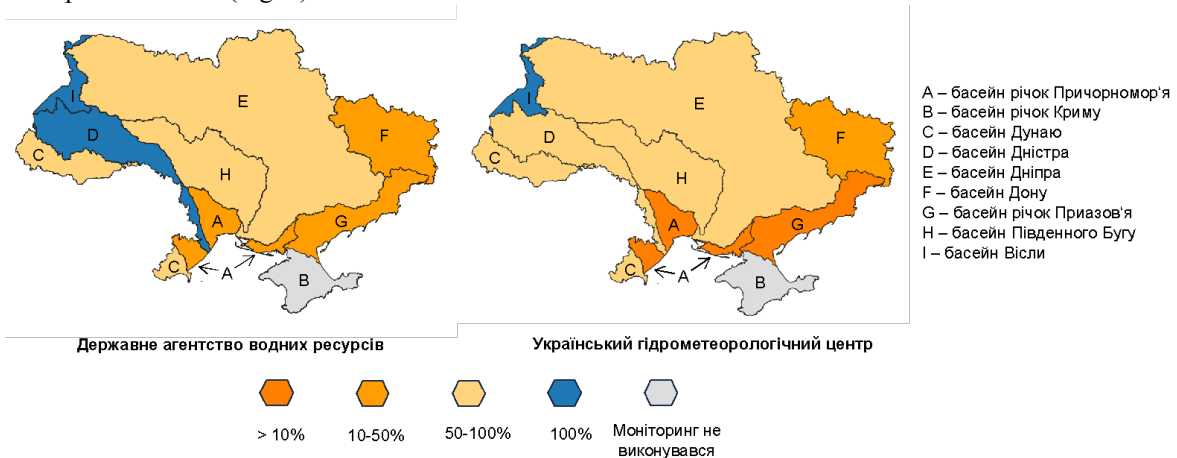 I
D
C
E
F
H
A
G
C
A
B
I
D
C
E
F
H
A
G
C
A
B
A – басейн річок Причорномор'я
B – басейн річок Криму
C – басейн Дунаю
D – басейн Дністра
E – басейн Дніпра
F – басейн Дону
G – басейн річок Приазов'я
H – басейн Південного Бугу
I – басейн Вісли
Державне агентство водних ресурсів
Український гідрометеорологічний центр
> 10%
10-50%
50-100%
100%
Моніторинг не
виконувався